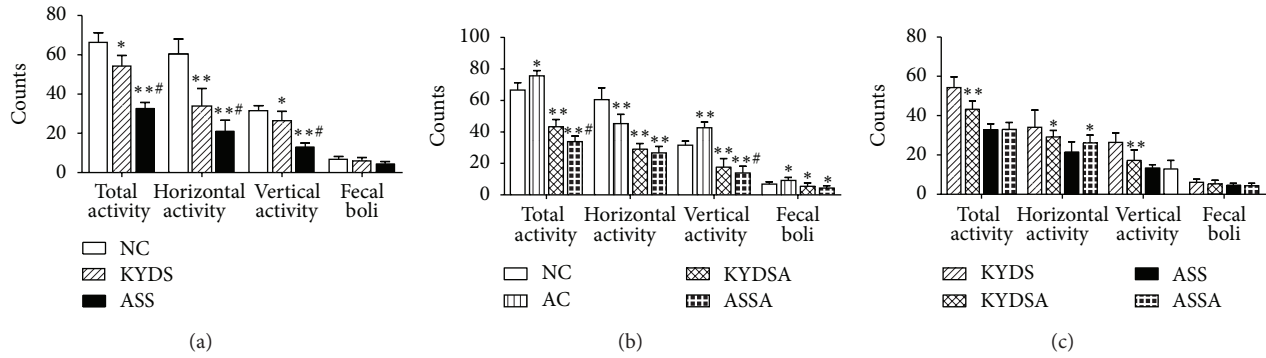 80
60
40
20
0
Counts
*
**
**#
**#
*
**#
Total activity
Horizontal activity
Vertical activity
Fecal boli
NC
KYDS
ASS
(a)
100
80
60
40
20
0
Counts
*
**
**#
**
**
**
**
**
**#
*
*
*
Total activity
Horizontal activity
Vertical activity
Fecal boli
NC
AC
KYDSA
ASSA
(b)
80
60
40
20
0
Counts
**
*
*
**
Total activity
Horizontal activity
Vertical activity
Fecal boli
KYDS
KYDSA
ASS
ASSA
(c)